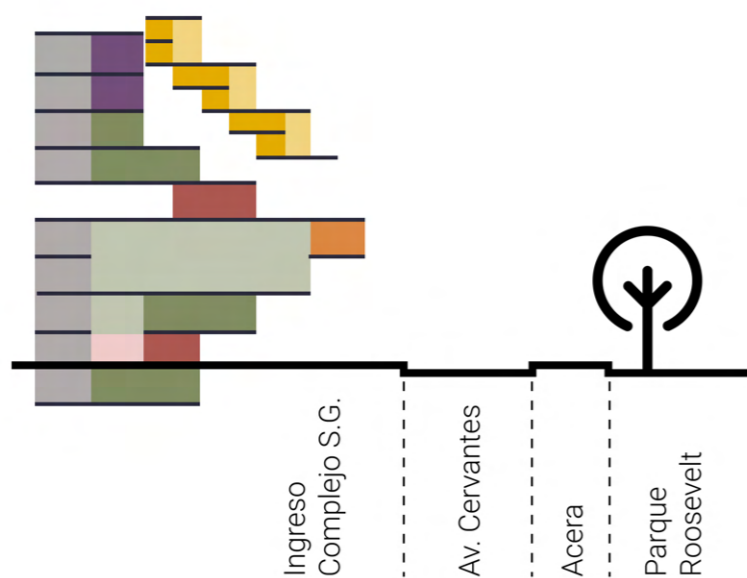 Ingreso
Complejo S.G.
Av. Cervantes
Acera
Parque
Roosevelt